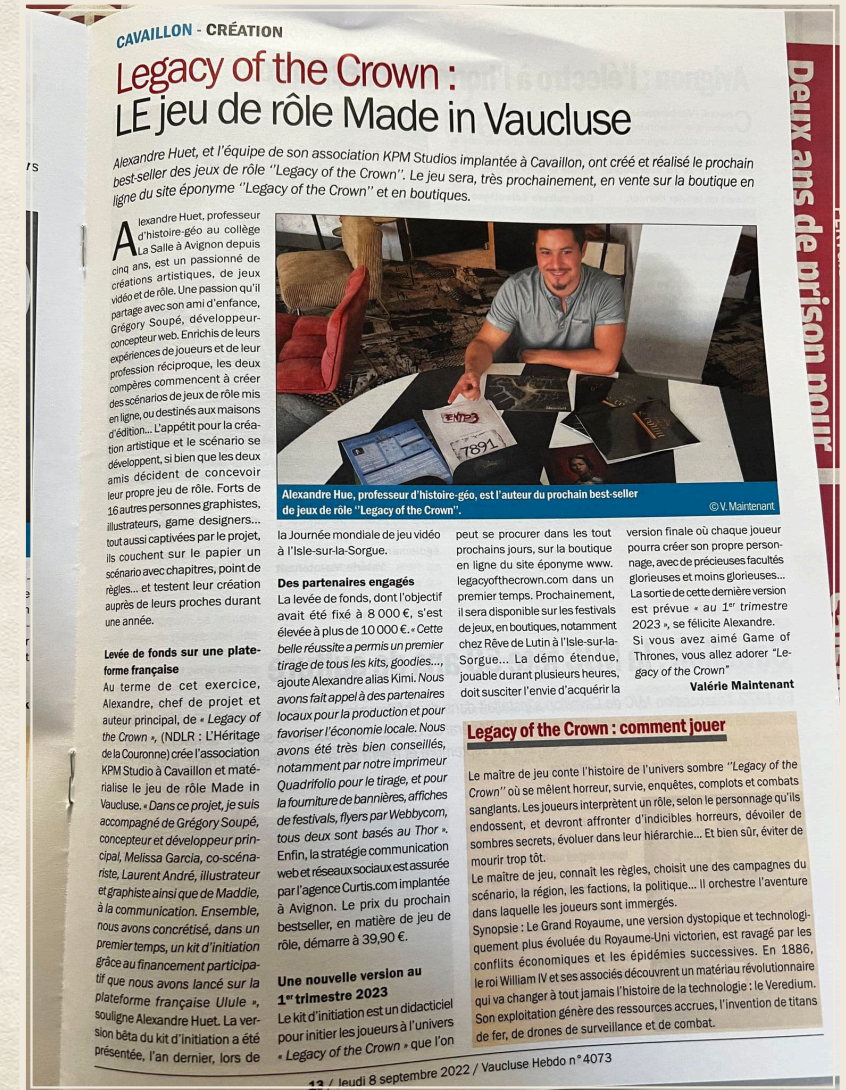 CAVAILLON - CRÉATION
Legacy of the Crown :
LE jeu de rôle Made in Vaucluse
Alexandre Huet, et l'équipe de son association KPM Studios implantée à Cavaillon, ont créé et réalisé le prochain
best-seller des jeux de rôle ‘‘Legacy of the Crown’’. Le jeu sera, très prochainement, en vente sur la boutique en
ligne du site éponyme ‘‘Legacy of the Crown’’ et en boutiques.
Alexandre Huet, professeur
d'histoire-géo au collège
La Salle à Avignon depuis
cinq ans, est un passionné de
créations artistiques, de jeux
vidéo et de rôle. Une passion qu'il
partage avec son ami d'enfance,
Grégory Soupé, développeur-
concepteur web. Enrichis de leurs
expériences de joueurs et de leur
profession réciproque, les deux
compères commencent à créer
des scénarios de jeux de rôle mis
en ligne, ou destinés aux maisons
d'édition... L'appétit pour la créa-
tion artistique et le scénario se
développent, si bien que les deux
amis décident de concevoir
leur propre jeu de rôle. Forts de
16 autres personnes graphistes,
illustrateurs, game designers...
tout aussi captivées par le projet,
ils couchent sur le papier un
scénario avec chapitres, point de
règles... et testent leur création
auprès de leurs proches durant
une année.
Levée de fonds sur une plate-
forme française
Au terme de cet exercice,
Alexandre, chef de projet et
auteur principal, de « Legacy of
the Crown », (NDLR : L'Héritage
de la Couronne) crée l'association
KPM Studio à Cavaillon et maté-
rialise le jeu de rôle Made in
Vaucluse. « Dans ce projet, je suis
accompagné de Grégory Soupé,
concepteur et développeur prin-
cipal, Melissa Garcia, co-scéna-
riste, Laurent André, illustrateur
et graphiste ainsi que de Maddie,
à la communication. Ensemble,
nous avons concrétisé, dans un
premier temps, un kit d'initiation
grâce au financement participa-
tif que nous avons lancé sur la
plateforme française Ulule »,
souligne Alexandre Huet. La ver-
sion bêta du kit d'initiation a été
présentée, l'an dernier, lors de
ENTRE
7891
Alexandre Hue, professeur d'histoire-géo, est l'auteur du prochain best-seller
de jeux de rôle ‘‘Legacy of the Crown’’.
© V. Maintenant
la Journée mondiale de jeu vidéo
à l'Isle-sur-la-Sorgue.
Des partenaires engagés
La levée de fonds, dont l'objectif
avait été fixé à 8 000 €, s'est
élevée à plus de 10 000 €. « Cette
belle réussite a permis un premier
tirage de tous les kits, goodies...,
ajoute Alexandre alias Kimi. Nous
avons fait appel à des partenaires
locaux pour la production et pour
favoriser l'économie locale. Nous
avons été très bien conseillés,
notamment par notre imprimeur
Quadrifolio pour le tirage, et pour
la fourniture de bannières, affiches
de festivals, flyers par Webbycom,
tous deux sont basés au Thor ».
Enfin, la stratégie communication
web et réseaux sociaux est assurée
par l'agence Curtis.com implantée
à Avignon. Le prix du prochain
bestseller, en matière de jeu de
rôle, démarre à 39,90 €.
Une nouvelle version au
1er trimestre 2023
Le kit d'initiation est un didacticiel
pour initier les joueurs à l'univers
« Legacy of the Crown » que l'on
peut se procurer dans les tout
prochains jours, sur la boutique
en ligne du site éponyme www.
legacyofthecrown.com dans un
premier temps. Prochainement,
il sera disponible sur les festivals
de jeux, en boutiques, notamment
chez Rêve de Lutin à l'Isle-sur-la-
Sorgue... La démo étendue,
jouable durant plusieurs heures,
doit susciter l'envie d'acquérir la
version finale où chaque joueur
pourra créer son propre person-
nage, avec de précieuses facultés
glorieuses et moins glorieuses...
La sortie de cette dernière version
est prévue « au 1er trimestre
2023 », se félicite Alexandre.
Si vous avez aimé Game of
Thrones, vous allez adorer “Le-
gacy of the Crown”
Valérie Maintenant
Legacy of the Crown : comment jouer
Le maître de jeu conte l'histoire de l'univers sombre ‘‘Legacy of the
Crown’’ où se mêlent horreur, survie, enquêtes, complots et combats
sanglants. Les joueurs interprètent un rôle, selon le personnage qu'ils
endossent, et devront affronter d'indicibles horreurs, dévoiler de
sombres secrets, évoluer dans leur hiérarchie... Et bien sûr, éviter de
mourir trop tôt.
Le maître de jeu, connaît les règles, choisit une des campagnes du
scénario, la région, les factions, la politique... Il orchestre l'aventure
dans laquelle les joueurs sont immergés.
Synopsis : Le Grand Royaume, une version dystopique et technologi-
quement plus évoluée du Royaume-Uni victorien, est ravagé par les
conflits économiques et les épidémies successives. En 1886,
le roi William IV et ses associés découvrent un matériau révolutionnaire
qui va changer à tout jamais l'histoire de la technologie : le Veredium.
Son exploitation génère des ressources accrues, l'invention de titans
de fer, de drones de surveillance et de combat.
13 / Jeudi 8 septembre 2022 / Vaucluse Hebdo n°4073
Deux ans de prison pour